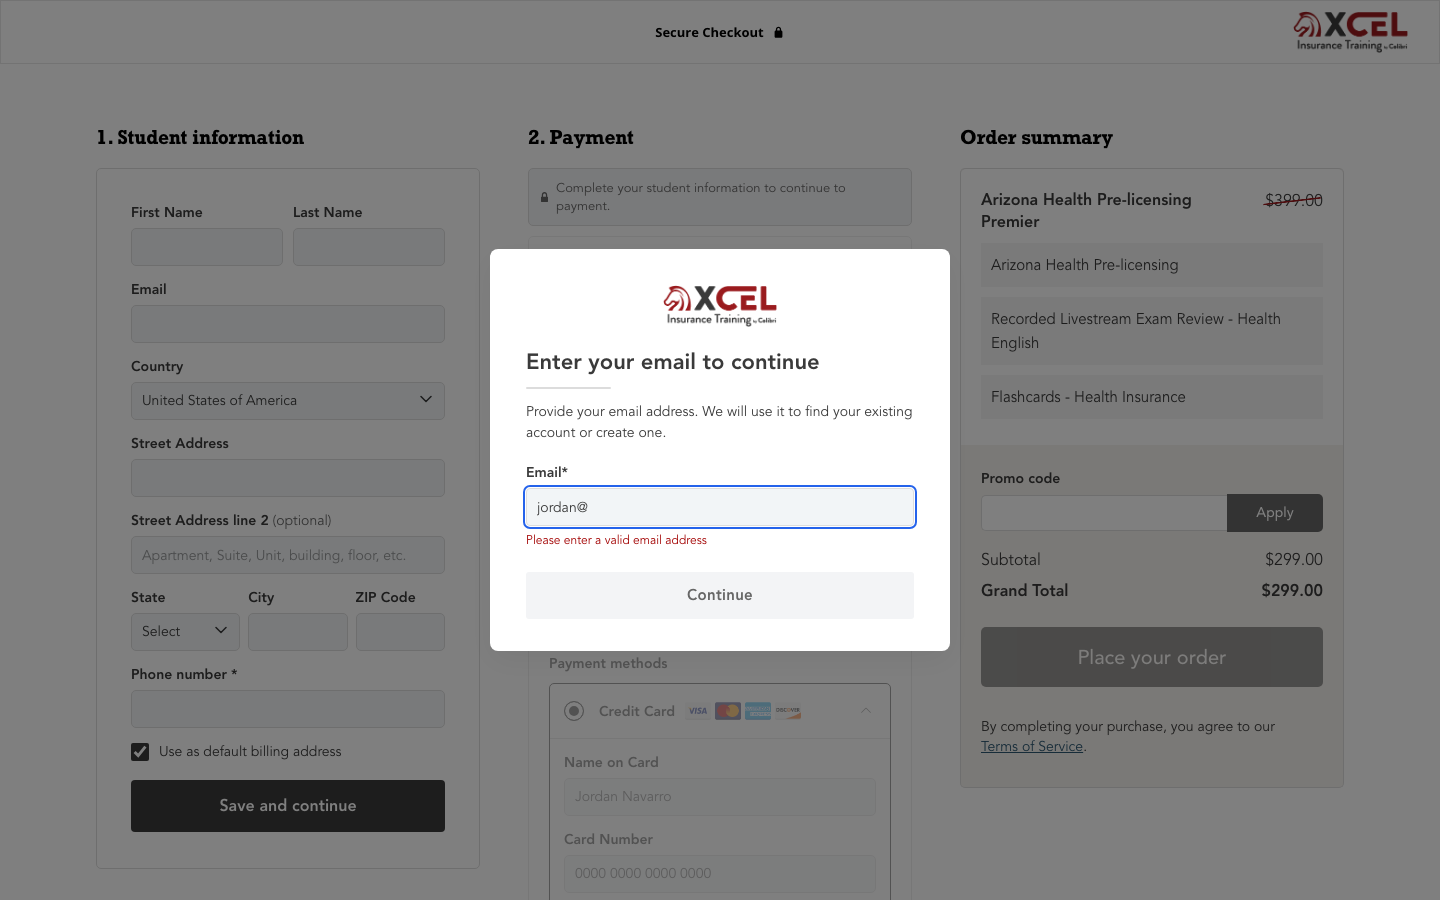 Secure Checkout
XCEL
Insurance Training by Calibri
1. Student information
First Name
Last Name
Email
Country
United States of America
Street Address
Street Address line 2 (optional)
Apartment, Suite, Unit, building, floor, etc.
State
City
ZIP Code
Select
Phone number *
Use as default billing address
Save and continue
2. Payment
Complete your student information to continue to
payment.
XCEL
Insurance Training by Calibri
Enter your email to continue
Provide your email address. We will use it to find your existing
account or create one.
Email*
jordan@
Please enter a valid email address
Continue
Payment methods
Credit Card
VISA
DISCOVER
Name on Card
Jordan Navarro
Card Number
0000 0000 0000 0000
Order summary
Arizona Health Pre-licensing
Premier
$399.00
Arizona Health Pre-licensing
Recorded Livestream Exam Review - Health
English
Flashcards - Health Insurance
Promo code
Apply
Subtotal
$299.00
Grand Total
$299.00
Place your order
By completing your purchase, you agree to our
Terms of Service.